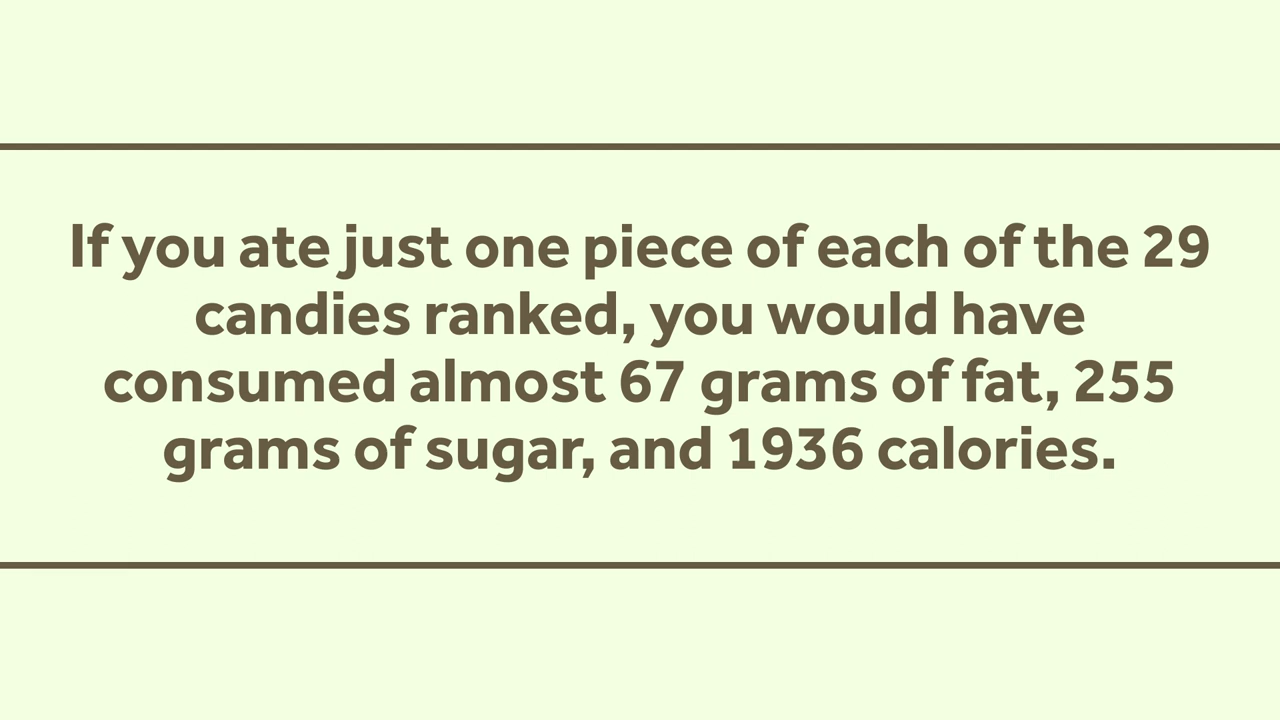 If you ate just one piece of each of the 29
candies ranked, you would have
consumed almost 67 grams of fat, 255
grams of sugar, and 1936 calories.